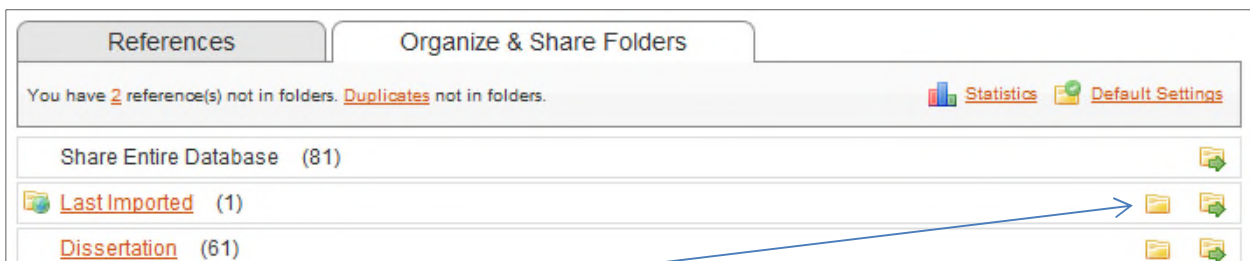 References Organize & Share Folders
You have 2 reference(s) not in folders. Duplicates not in folders. Statistics Default Settings
Share Entire Database (81)
Last Imported (1)
Dissertation (61)